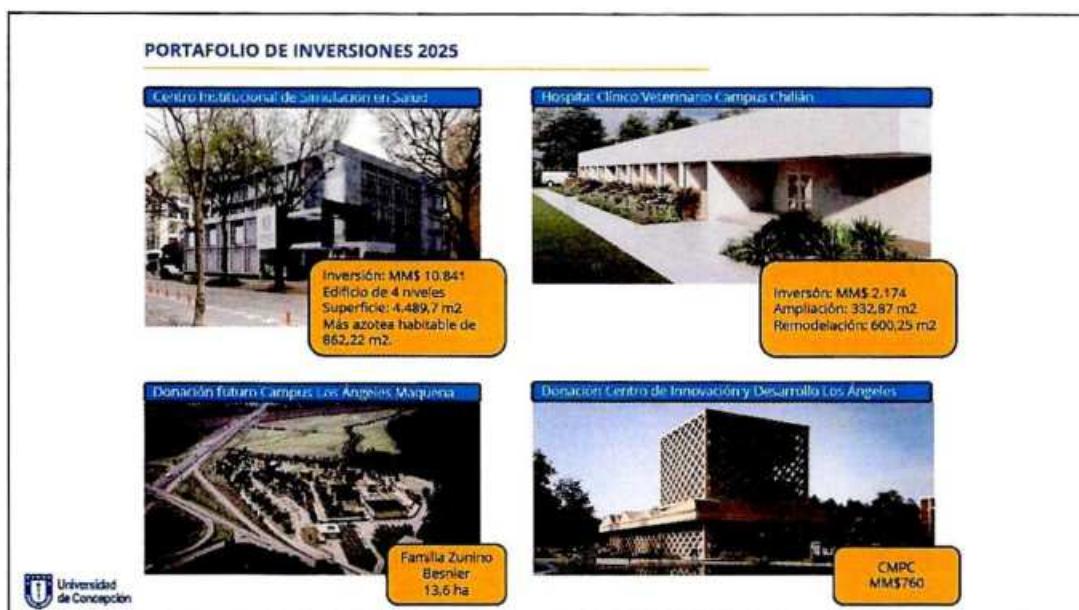 PORTAFOLIO DE INVERSIONES 2025
Centro Institucional de Simulación en Salud
Inversión: MM$ 10.841
Edificio de 4 niveles
Superficie: 4.489,7 m2
Más azotea habitable de
862,22 m2.
Hospital Clínico Veterinario Campus Chillán
Inversón: MM$ 2.174
Ampliación: 332,87 m2
Remodelación: 600,25 m2
Donación futuro Campus Los Ángeles Maquena
Familia Zunino
Besnier
13,6 ha
Donación Centro de Innovación y Desarrollo Los Ángeles
CMPC
MM$760
Universidad
de Concepción